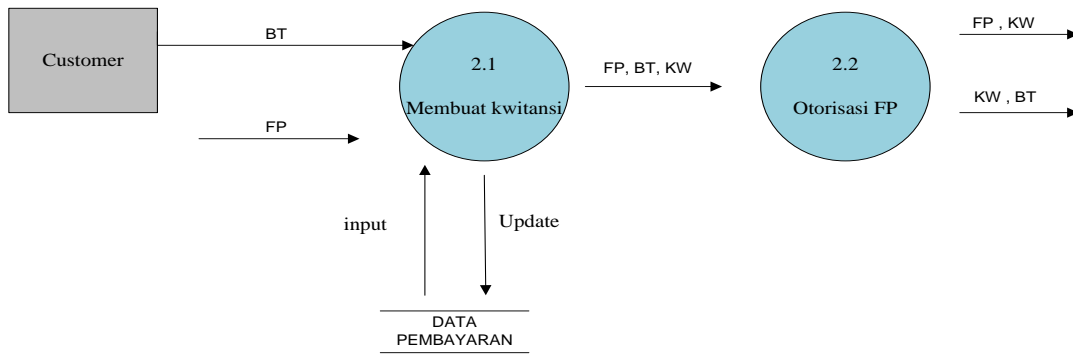 Customer
BT
FP
2.1
Membuat kwitansi
FP, BT, KW
2.2
Otorisasi FP
FP , KW
KW , BT
input
Update
DATA
PEMBAYARAN